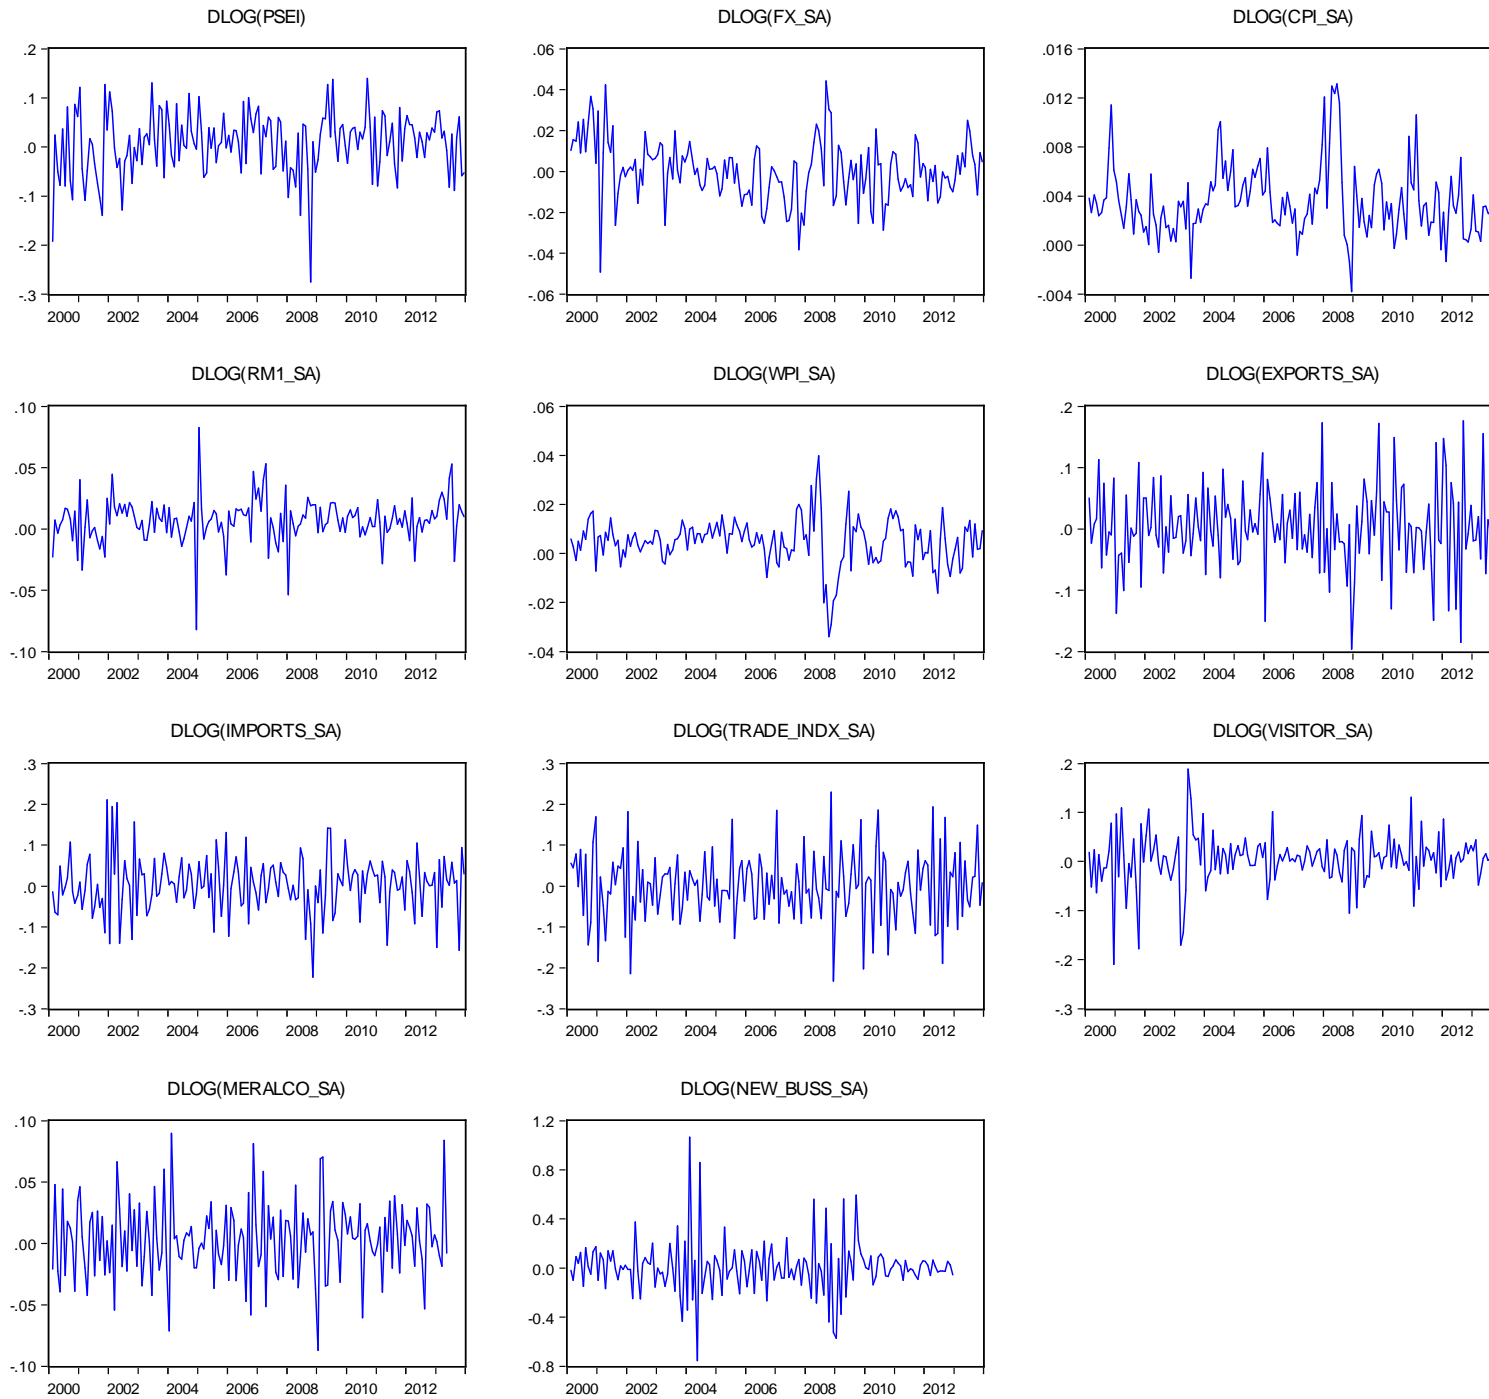 DLOG(PSEI) DLOG(FX_SA) DLOG(CPI_SA)
.2 .06 .016
.1 .04 .012
.0 .02 .008
-.1 .00 .004
-.2 -.02 .000
-.3 -.04 -.004
-.06
2000 2002 2004 2006 2008 2010 2012 2000 2002 2004 2006 2008 2010 2012 2000 2002 2004 2006 2008 2010 2012
DLOG(RM1_SA) DLOG(WPI_SA) DLOG(EXPORTS_SA)
.10 .06 .2
.05 .04 .1
.00 .02 .0
-.05 .00 -.1
-.10 -.02 -.2
-.04
2000 2002 2004 2006 2008 2010 2012 2000 2002 2004 2006 2008 2010 2012 2000 2002 2004 2006 2008 2010 2012
DLOG(IMPORTS_SA) DLOG(TRADE_INDX_SA) DLOG(VISITOR_SA)
.3 .3 .2
.2 .2 .1
.1 .1 .0
.0 .0 -.1
-.1 -.1 -.2
-.2 -.2 -.3
-.3 -.3
2000 2002 2004 2006 2008 2010 2012 2000 2002 2004 2006 2008 2010 2012 2000 2002 2004 2006 2008 2010 2012
DLOG(MERALCO_SA) DLOG(NEW_BUSS_SA)
.10 1.2
.05 0.8
.00 0.4
-.05 0.0
-.10 -0.4
-0.8
2000 2002 2004 2006 2008 2010 2012 2000 2002 2004 2006 2008 2010 2012